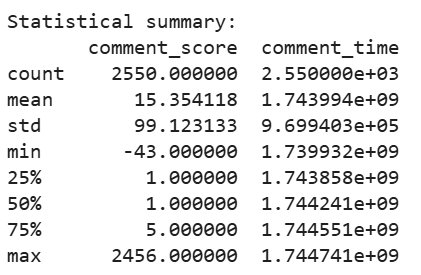 Statistical summary:
       comment_score  comment_time
count    2550.000000  2.550000e+03
mean       15.354118  1.743994e+09
std        99.123133  9.699403e+05
min       -43.000000  1.739932e+09
25%         1.000000  1.743858e+09
50%         1.000000  1.744241e+09
75%         5.000000  1.744551e+09
max      2456.000000  1.744741e+09